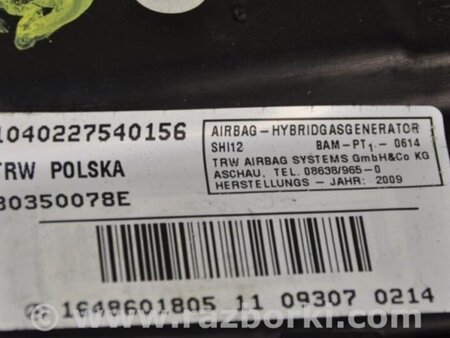 1040227540156
TRW POLSKA
30350078E
AIRBAG-HYBRIDGASGENERATOR
SHI12 BAM-PT1-0614
TRW AIRBAG SYSTEMS GmbH&Co KG
ASCHAU, TEL. 08638/965-0
HERSTELLUNGS - JAHR: 2009
1648601805 11 09307 0214
www.razborki.com